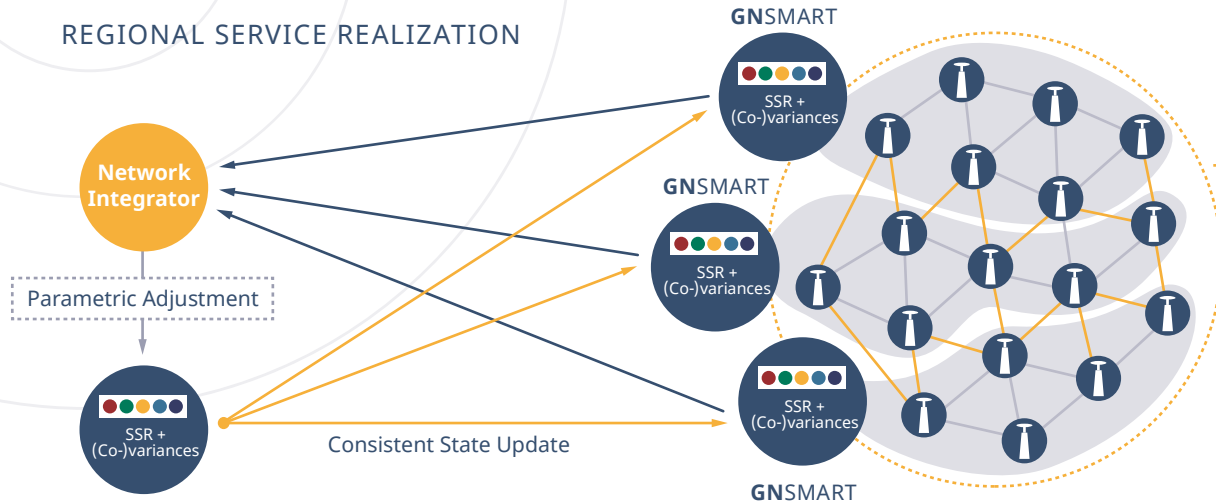 REGIONAL SERVICE REALIZATION
GNSMART
SSR +
(Co-)variances
Network
Integrator
GNSMART
SSR +
(Co-)variances
Parametric Adjustment
GNSMART
SSR +
(Co-)variances
SSR +
(Co-)variances
Consistent State Update